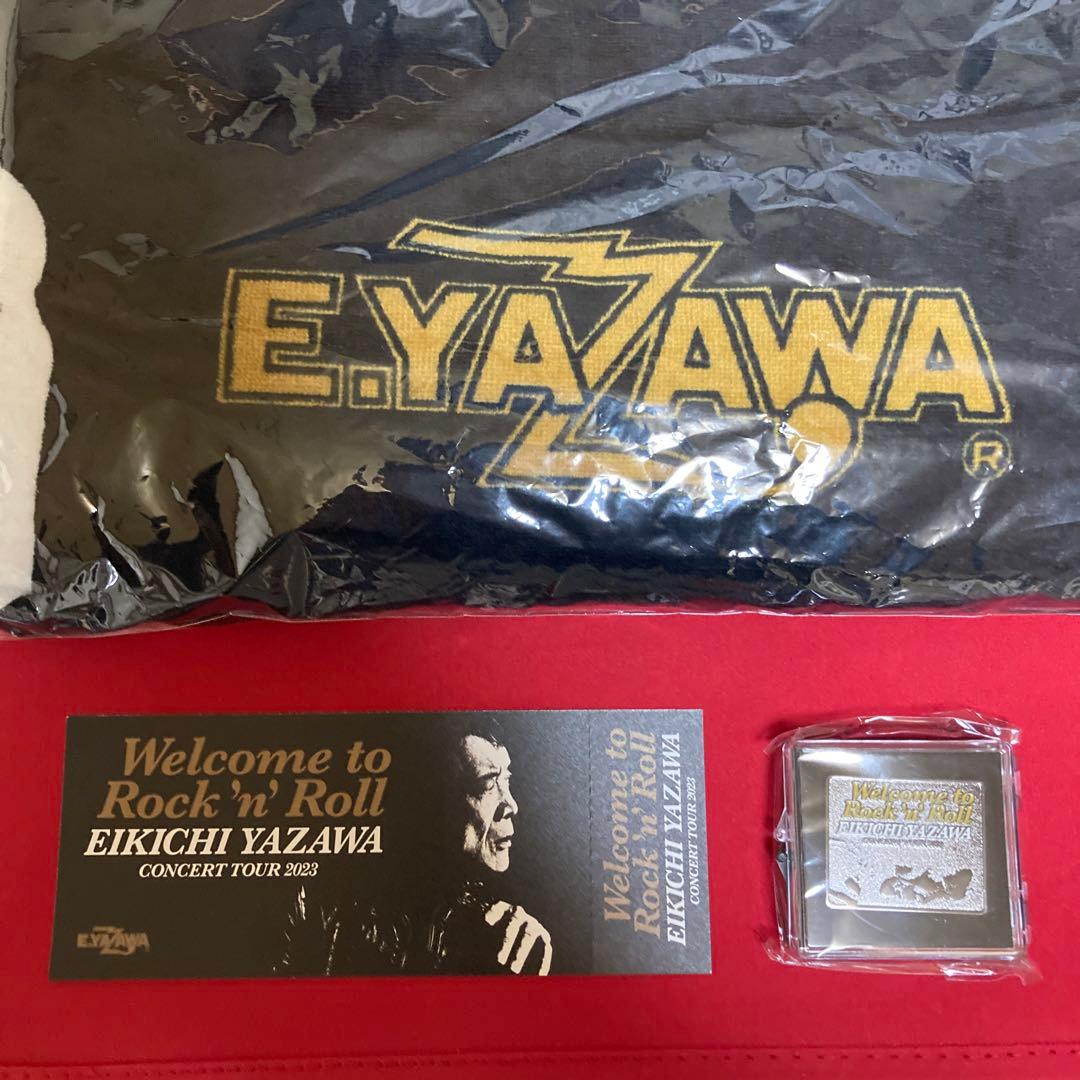 E.YAZAWA
®
Welcome to
Rock 'n' Roll
EIKICHI YAZAWA
CONCERT TOUR 2023
E.YAZAWA
Welcome to
Rock 'n' Roll
EIKICHI YAZAWA
CONCERT TOUR 2023
Welcome to
Rock 'n' Roll
EIKICHI YAZAWA